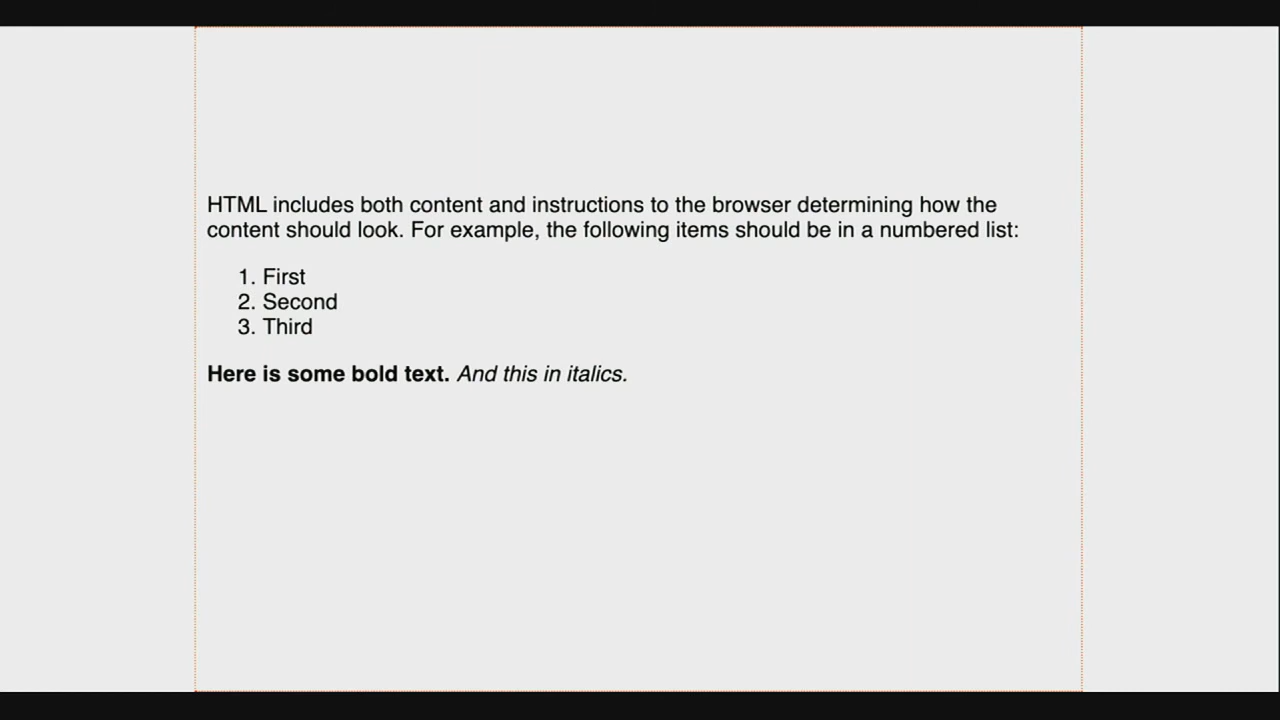 HTML includes both content and instructions to the browser determining how the
content should look. For example, the following items should be in a numbered list:
1. First
2. Second
3. Third
Here is some bold text. And this in italics.